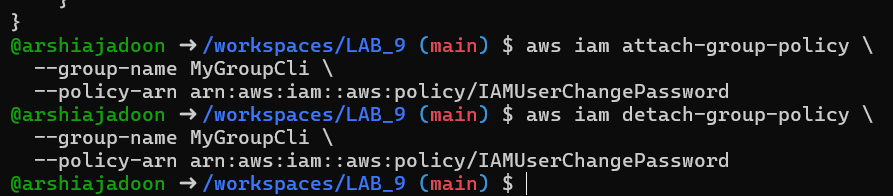 }
@arshiajadoon ➜ /workspaces/LAB_9 (main) $ aws iam attach-group-policy \
  --group-name MyGroupCli \
  --policy-arn arn:aws:iam::aws:policy/IAMUserChangePassword
@arshiajadoon ➜ /workspaces/LAB_9 (main) $ aws iam detach-group-policy \
  --group-name MyGroupCli \
  --policy-arn arn:aws:iam::aws:policy/IAMUserChangePassword
@arshiajadoon ➜ /workspaces/LAB_9 (main) $